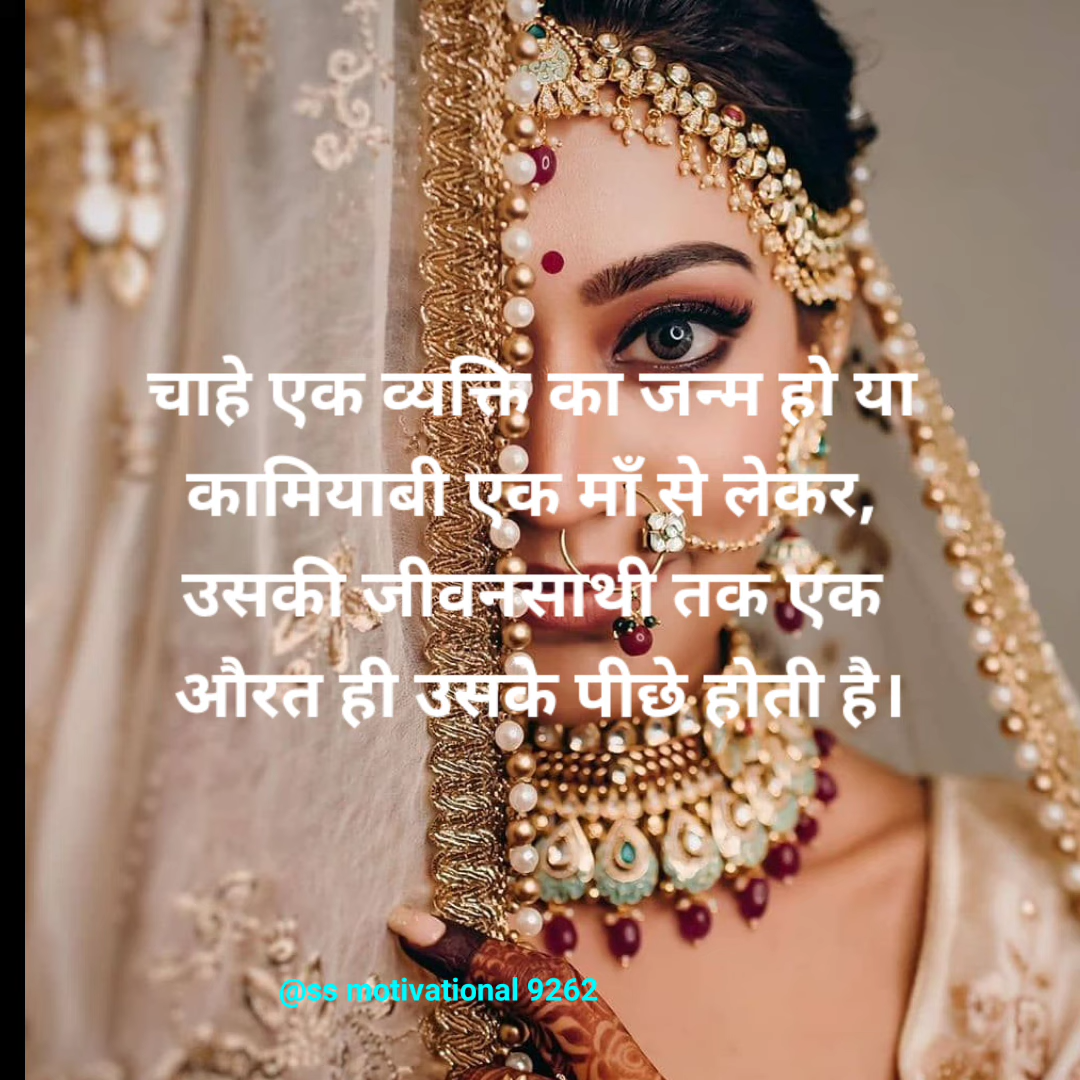 चाहे एक व्यक्ति का जन्म हो या
कामियाबी एक माँ से लेकर,
उसकी जीवनसाथी तक एक
औरत ही उसके पीछे होती है।
@ss motivational 9262